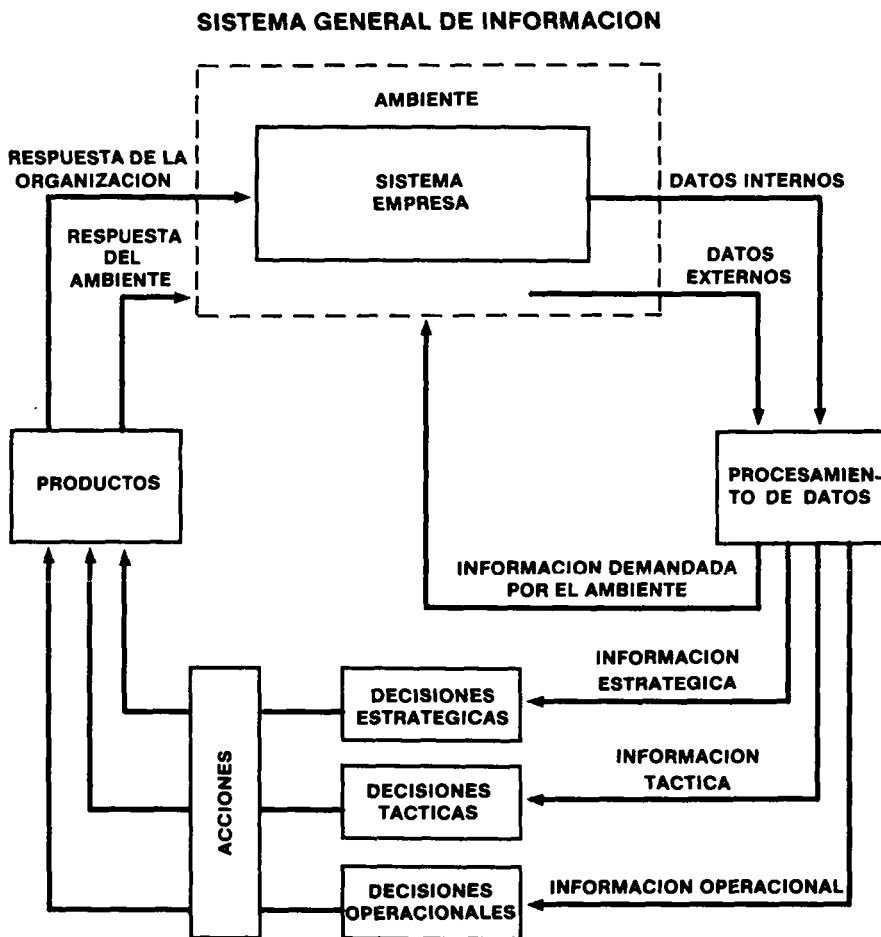 SISTEMA GENERAL DE INFORMACION
AMBIENTE
RESPUESTA DE LA
ORGANIZACION
SISTEMA
EMPRESA
DATOS INTERNOS
RESPUESTA
DEL
AMBIENTE
DATOS
EXTERNOS
PRODUCTOS
PROCESAMIEN-
TO DE DATOS
INFORMACION DEMANDADA
POR EL AMBIENTE
INFORMACION
ESTRATEGICA
DECISIONES
ESTRATEGICAS
ACCIONES
INFORMACION
TACTICA
DECISIONES
TACTICAS
INFORMACION OPERACIONAL
DECISIONES
OPERACIONALES